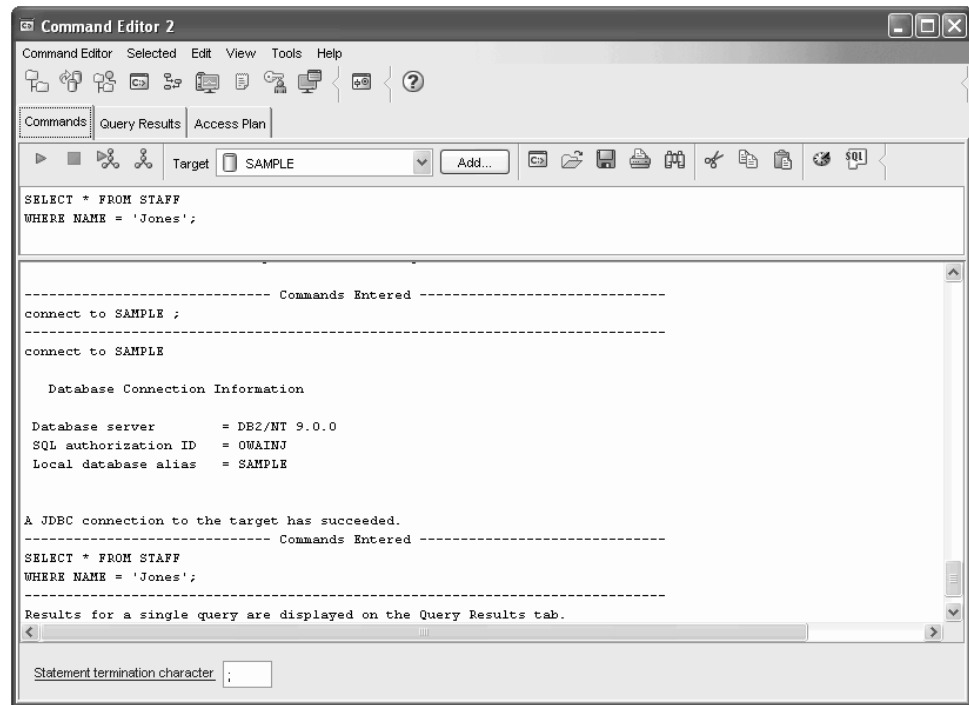 Command Editor 2
Command Editor Selected Edit View Tools Help
Commands Query Results Access Plan
Target SAMPLE Add... SQL
SELECT * FROM STAFF
WHERE NAME = 'Jones';
------------------------------ Commands Entered ------------------------------
connect to SAMPLE ;
------------------------------------------------------------------------------
connect to SAMPLE
Database Connection Information
Database server = DB2/NT 9.0.0
SQL authorization ID = OWAINJ
Local database alias = SAMPLE
A JDBC connection to the target has succeeded.
------------------------------ Commands Entered ------------------------------
SELECT * FROM STAFF
WHERE NAME = 'Jones';
------------------------------------------------------------------------------
Results for a single query are displayed on the Query Results tab.
Statement termination character ;